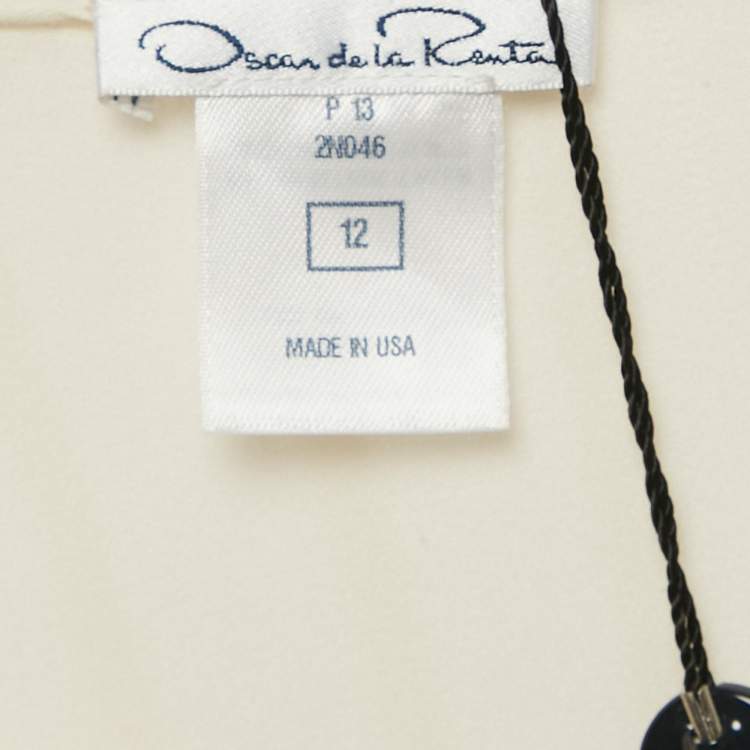 Oscar de la Renta
P 13
2N046
12
MADE IN USA